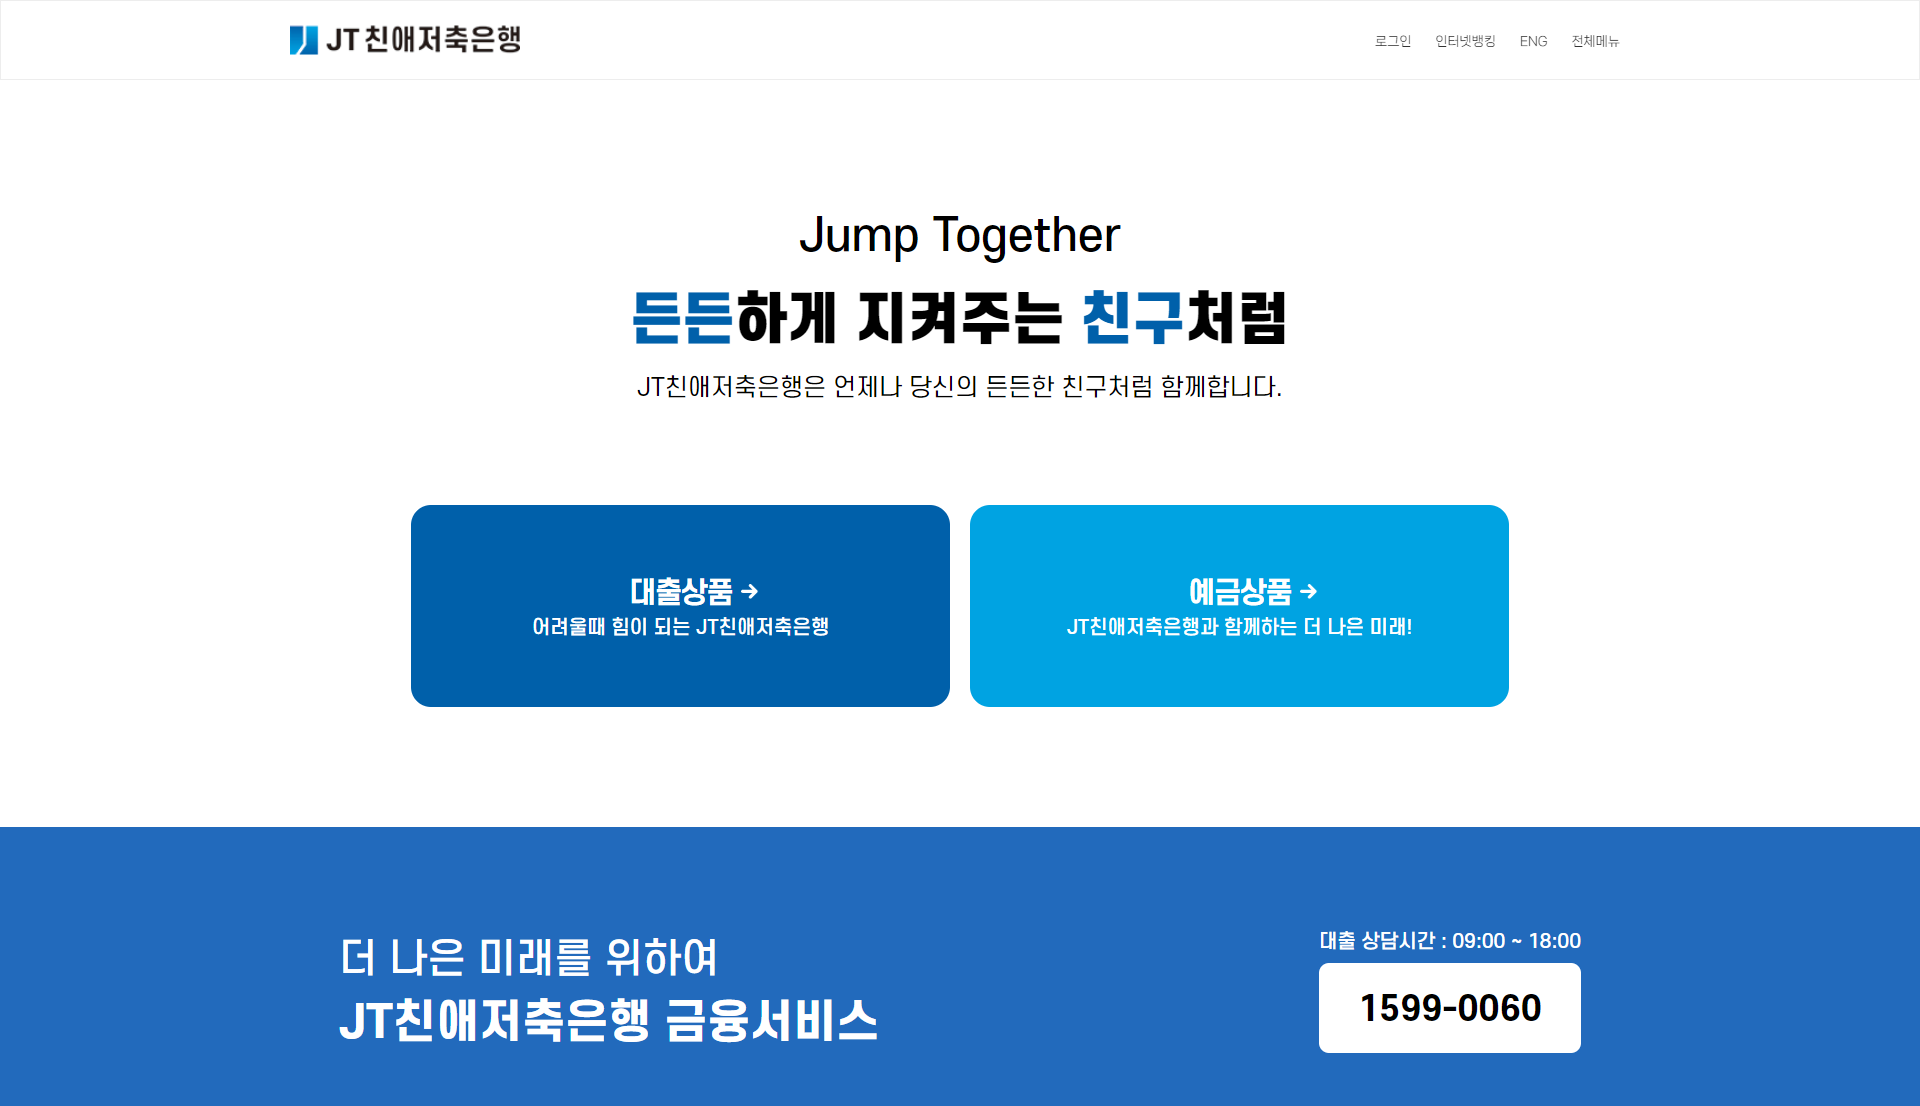 JT 친애저축은행
로그인 인터넷뱅킹 ENG 전체메뉴
Jump Together
든든하게 지켜주는 친구처럼
JT친애저축은행은 언제나 당신의 든든한 친구처럼 함께합니다.
대출상품 →
어려울때 힘이 되는 JT친애저축은행
예금상품 →
JT친애저축은행과 함께하는 더 나은 미래!
더 나은 미래를 위하여
JT친애저축은행 금융서비스
대출 상담시간 : 09:00 ~ 18:00
1599-0060